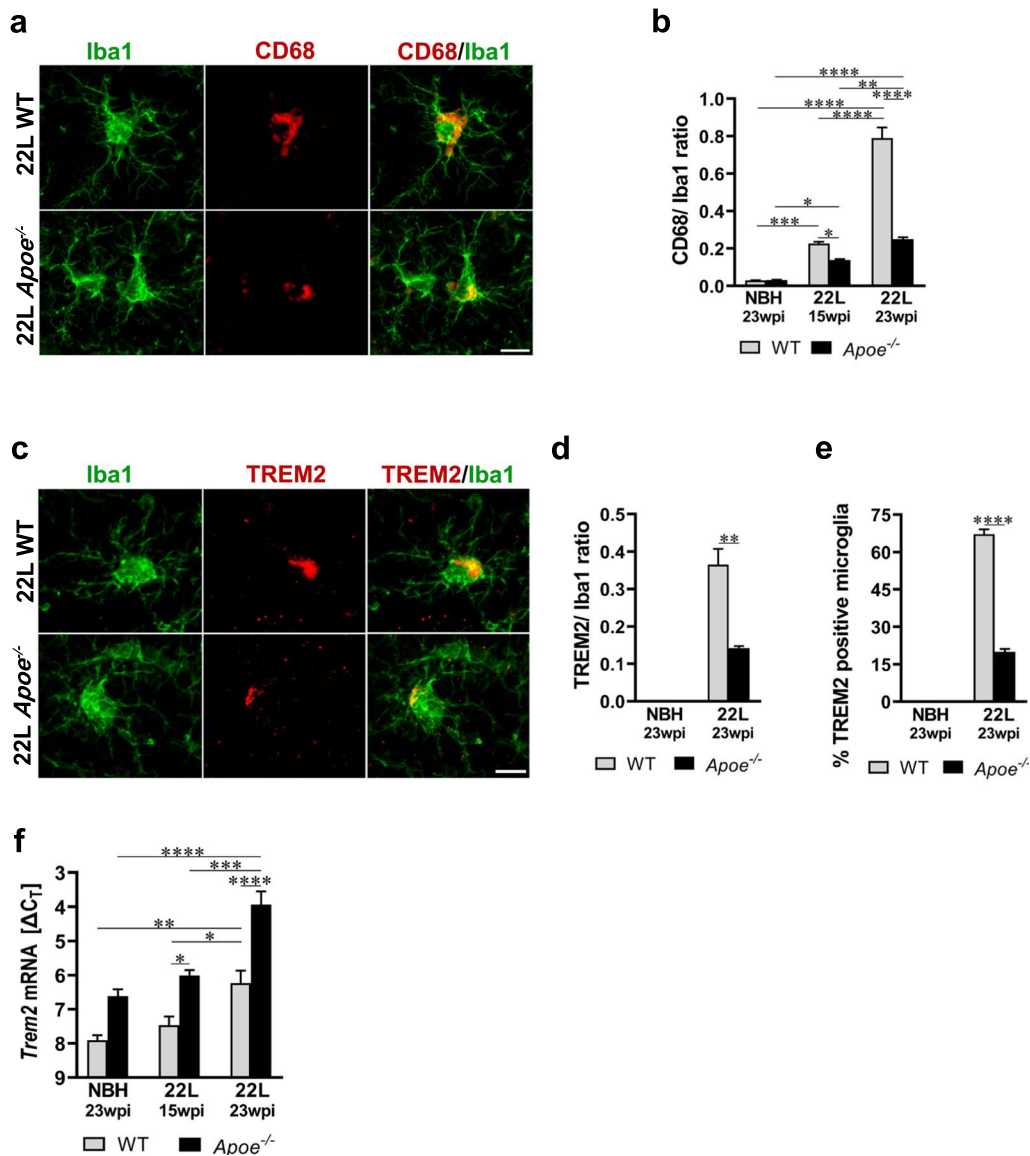 a
Iba1 CD68 CD68/Iba1
22L WT
22L Apoe-/-
b
CD68/ Iba1 ratio
1.0
0.8
0.6
0.4
0.2
0.0
****
**
**** ****
****
*
*** *
NBH 22L 22L
23wpi 15wpi 23wpi
WT Apoe-/-
c
Iba1 TREM2 TREM2/Iba1
22L WT
22L Apoe-/-
d
TREM2/ Iba1 ratio
0.5
0.4
0.3
0.2
0.1
0.0
**
NBH 22L
23wpi 23wpi
WT Apoe-/-
e
% TREM2 positive microglia
75
60
45
30
15
0
****
NBH 22L
23wpi 23wpi
WT Apoe-/-
f
Trem2 mRNA [ΔCT]
3
4
5
6
7
8
9
****
***
****
**
*
*
NBH 22L 22L
23wpi 15wpi 23wpi
WT Apoe-/-